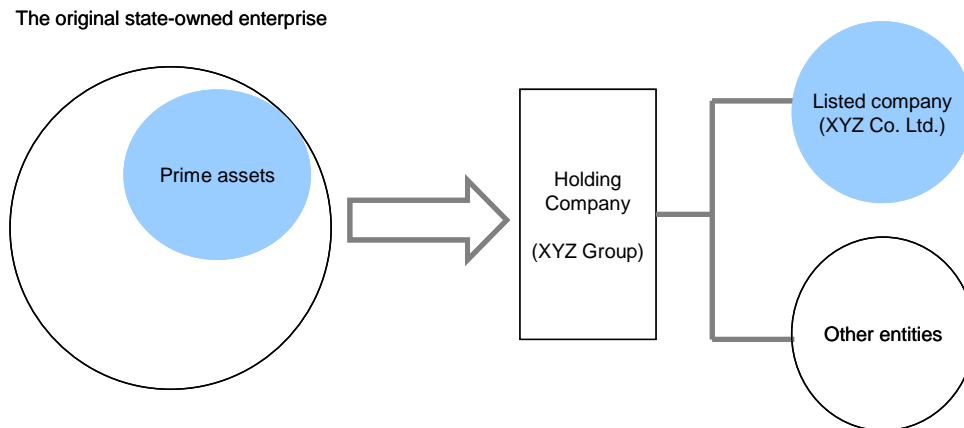 The original state-owned enterprise
Prime assets
Holding
Company
(XYZ Group)
Listed company
(XYZ Co. Ltd.)
Other entities